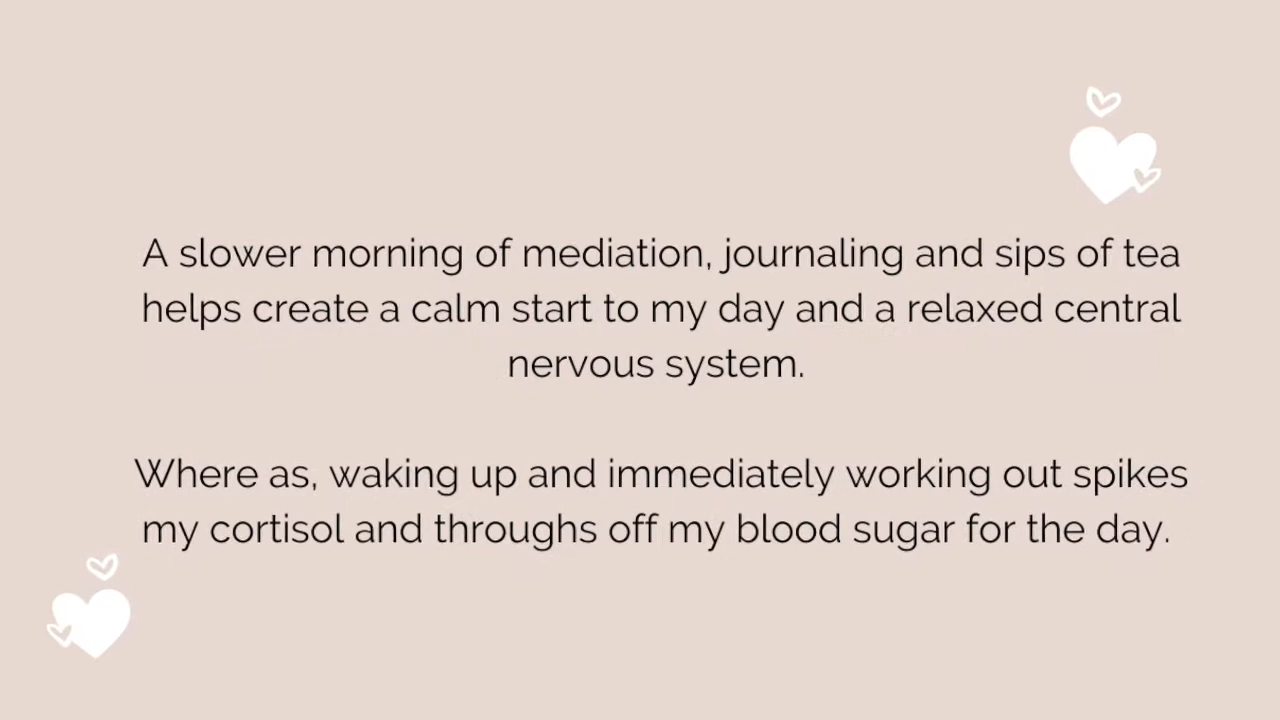 A slower morning of mediation, journaling and sips of tea
helps create a calm start to my day and a relaxed central
nervous system.
Where as, waking up and immediately working out spikes
my cortisol and throughs off my blood sugar for the day.